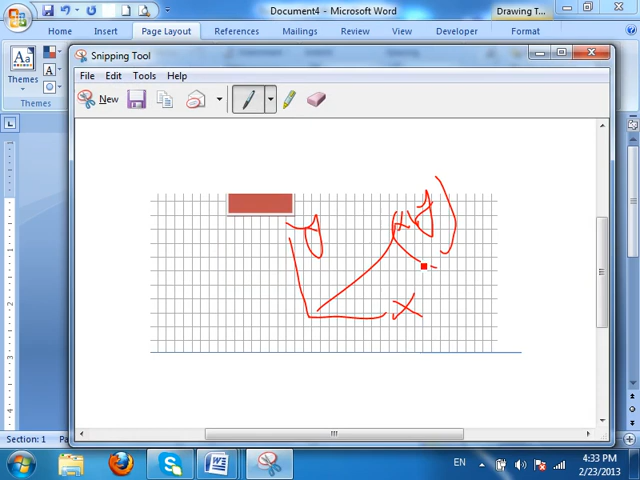 Document4 - Microsoft Word
Drawing T...
Home Insert Page Layout References Mailings Review View Developer Format
Themes
Themes
Snipping Tool
File Edit Tools Help
New
y
(x,y)
x
Section: 1
EN
4:33 PM
2/23/2013